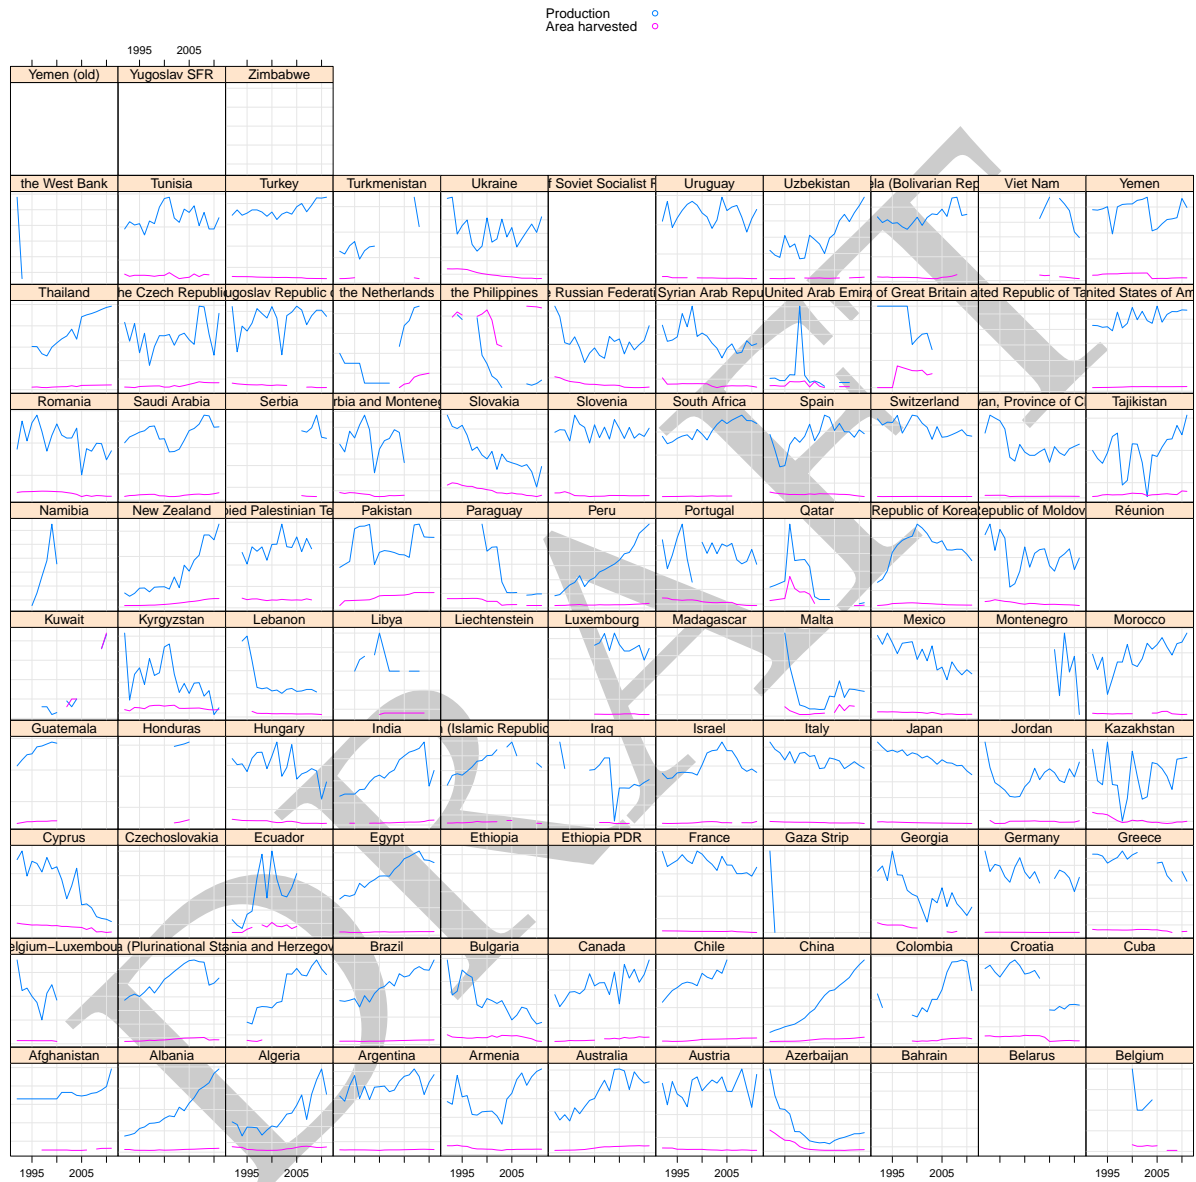 Production
Area harvested
1995 2005
Yemen (old) Yugoslav SFR Zimbabwe
the West Bank Tunisia Turkey Turkmenistan Ukraine f Soviet Socialist R Uruguay Uzbekistan ela (Bolivarian Rep Viet Nam Yemen
Thailand he Czech Republic ugoslav Republic o the Netherlands the Philippines e Russian Federati Syrian Arab Repu United Arab Emira of Great Britain a ated Republic of Ta nited States of Am
Romania Saudi Arabia Serbia rbia and Monteneg Slovakia Slovenia South Africa Spain Switzerland van, Province of C Tajikistan
Namibia New Zealand pied Palestinian Te Pakistan Paraguay Peru Portugal Qatar Republic of Korea epublic of Moldov Réunion
Kuwait Kyrgyzstan Lebanon Libya Liechtenstein Luxembourg Madagascar Malta Mexico Montenegro Morocco
Guatemala Honduras Hungary India n (Islamic Republic Iraq Israel Italy Japan Jordan Kazakhstan
Cyprus Czechoslovakia Ecuador Egypt Ethiopia Ethiopia PDR France Gaza Strip Georgia Germany Greece
elgium−Luxembou a (Plurinational Sta snia and Herzegov Brazil Bulgaria Canada Chile China Colombia Croatia Cuba
Afghanistan Albania Algeria Argentina Armenia Australia Austria Azerbaijan Bahrain Belarus Belgium
1995 2005 1995 2005 1995 2005 1995 2005 1995 2005 1995 2005
DRAFT